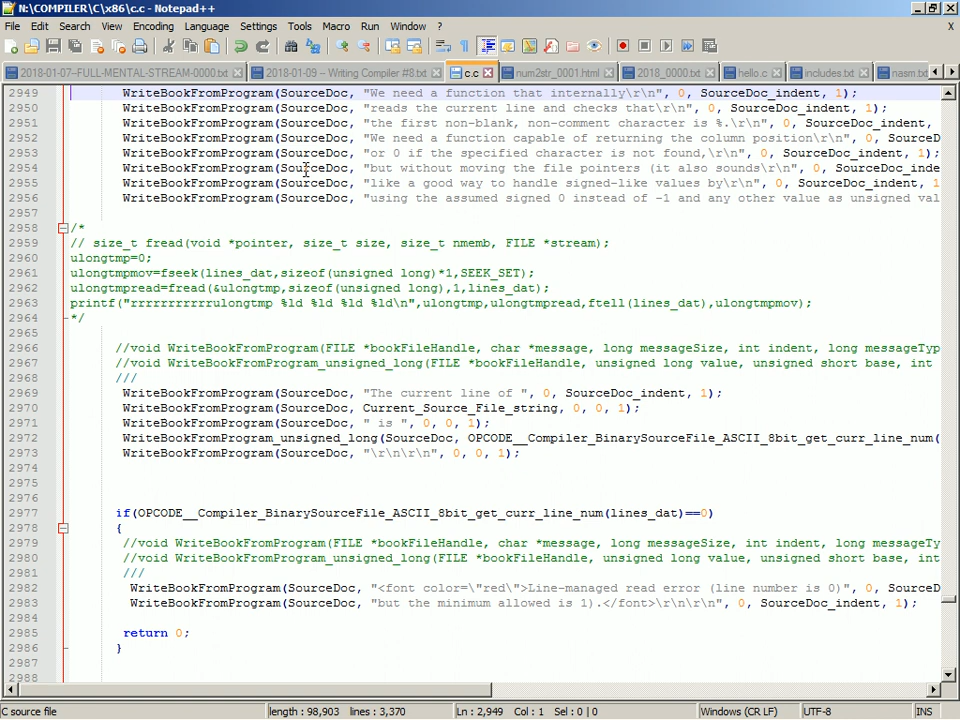 N:\COMPILER\C\x86\c.c - Notepad++
File Edit Search View Encoding Language Settings Tools Macro Run Window ? X
2018-01-07-FULL-MENTAL-STREAM-0000.txt 2018-01-09 – Writing Compiler #8.txt c.c num2str_0001.html 2018_0000.txt hello.c includes.txt nasm.tx
2949 WriteBookFromProgram(SourceDoc, "We need a function that internally\r\n", 0, SourceDoc_indent, 1);
2950 WriteBookFromProgram(SourceDoc, "reads the current line and checks that\r\n", 0, SourceDoc_indent, 1);
2951 WriteBookFromProgram(SourceDoc, "the first non-blank, non-comment character is %.\r\n", 0, SourceDoc_indent,
2952 WriteBookFromProgram(SourceDoc, "We need a function capable of returning the column position\r\n", 0, SourceD
2953 WriteBookFromProgram(SourceDoc, "or 0 if the specified character is not found,\r\n", 0, SourceDoc_indent, 1);
2954 WriteBookFromProgram(SourceDoc, "but without moving the file pointers (it also sounds\r\n", 0, SourceDoc_inde
2955 WriteBookFromProgram(SourceDoc, "like a good way to handle signed-like values by\r\n", 0, SourceDoc_indent, 1
2956 WriteBookFromProgram(SourceDoc, "using the assumed signed 0 instead of -1 and any other value as unsigned val
2957
2958 /*
2959 // size_t fread(void *pointer, size_t size, size_t nmemb, FILE *stream);
2960 ulongtmp=0;
2961 ulongtmpmov=fseek(lines_dat,sizeof(unsigned long)*1,SEEK_SET);
2962 ulongtmpread=fread(&ulongtmp,sizeof(unsigned long),1,lines_dat);
2963 printf("rrrrrrrrrrulongtmp %ld %ld %ld %ld\n",ulongtmp,ulongtmpread,ftell(lines_dat),ulongtmpmov);
2964 */
2965
2966 //void WriteBookFromProgram(FILE *bookFileHandle, char *message, long messageSize, int indent, long messageTyp
2967 //void WriteBookFromProgram_unsigned_long(FILE *bookFileHandle, unsigned long value, unsigned short base, int
2968 ///
2969 WriteBookFromProgram(SourceDoc, "The current line of ", 0, SourceDoc_indent, 1);
2970 WriteBookFromProgram(SourceDoc, Current_Source_File_string, 0, 0, 1);
2971 WriteBookFromProgram(SourceDoc, " is ", 0, 0, 1);
2972 WriteBookFromProgram_unsigned_long(SourceDoc, OPCODE__Compiler_BinarySourceFile_ASCII_8bit_get_curr_line_num(
2973 WriteBookFromProgram(SourceDoc, "\r\n\r\n", 0, 0, 1);
2974
2975
2976
2977 if(OPCODE__Compiler_BinarySourceFile_ASCII_8bit_get_curr_line_num(lines_dat)==0)
2978 {
2979 //void WriteBookFromProgram(FILE *bookFileHandle, char *message, long messageSize, int indent, long messageTy
2980 //void WriteBookFromProgram_unsigned_long(FILE *bookFileHandle, unsigned long value, unsigned short base, int
2981 ///
2982 WriteBookFromProgram(SourceDoc, "<font color=\"red\">Line-managed read error (line number is 0)", 0, SourceD
2983 WriteBookFromProgram(SourceDoc, "but the minimum allowed is 1).</font>\r\n\r\n", 0, SourceDoc_indent, 1);
2984
2985 return 0;
2986 }
2987
2988
C source file length : 98,903 lines : 3,370 Ln : 2,949 Col : 1 Sel : 0 | 0 Windows (CR LF) UTF-8 INS